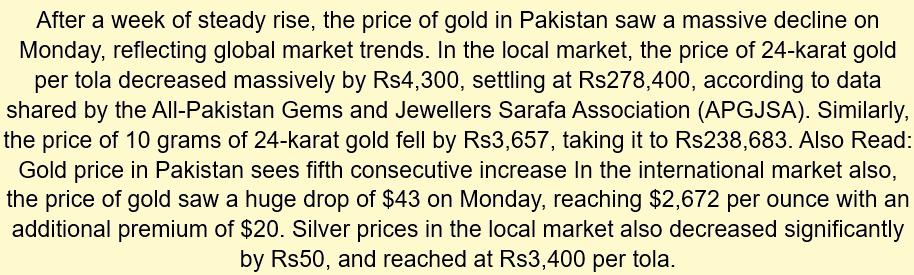 After a week of steady rise, the price of gold in Pakistan saw a massive decline on
Monday, reflecting global market trends. In the local market, the price of 24-karat gold
per tola decreased massively by Rs4,300, settling at Rs278,400, according to data
shared by the All-Pakistan Gems and Jewellers Sarafa Association (APGJSA). Similarly,
the price of 10 grams of 24-karat gold fell by Rs3,657, taking it to Rs238,683. Also Read:
Gold price in Pakistan sees fifth consecutive increase In the international market also,
the price of gold saw a huge drop of $43 on Monday, reaching $2,672 per ounce with an
additional premium of $20. Silver prices in the local market also decreased significantly
by Rs50, and reached at Rs3,400 per tola.